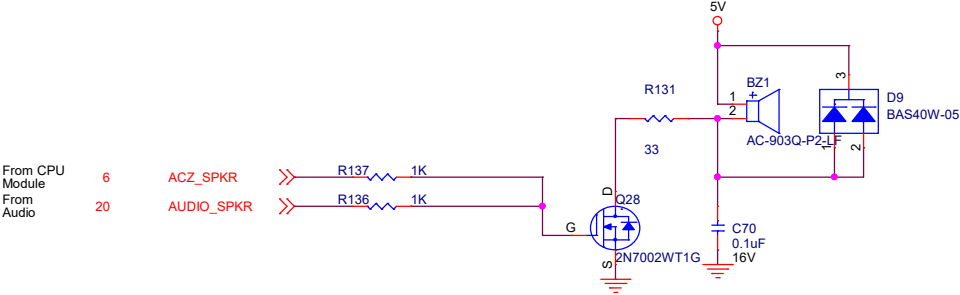 5V
BZ1
R131
3
1
+
2
D9
BAS40W-05
AC-903Q-P2-LF
33
1
2
From CPU
Module
6
ACZ_SPKR
R137
1K
From
Audio
20
AUDIO_SPKR
R136
1K
D
Q28
G
C70
0.1uF
16V
2N7002WT1G
S